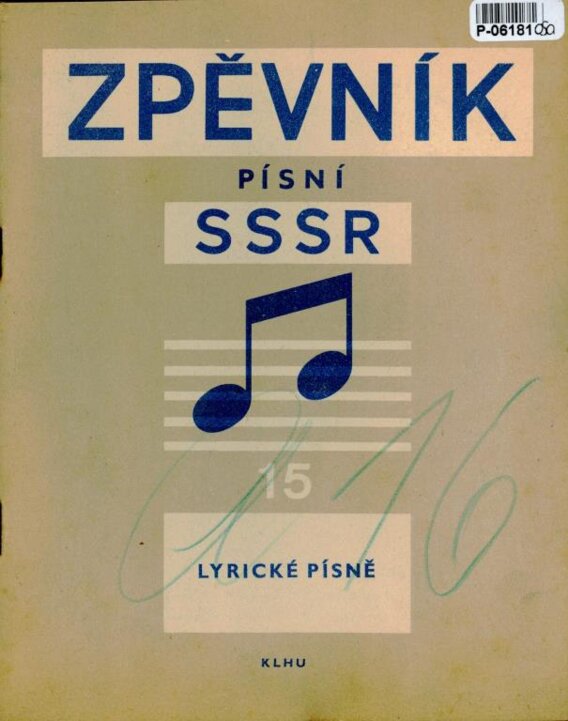 P-06181
ZPĚVNÍK
PÍSNÍ
SSSR
15
LYRICKÉ PÍSNĚ
KLHU